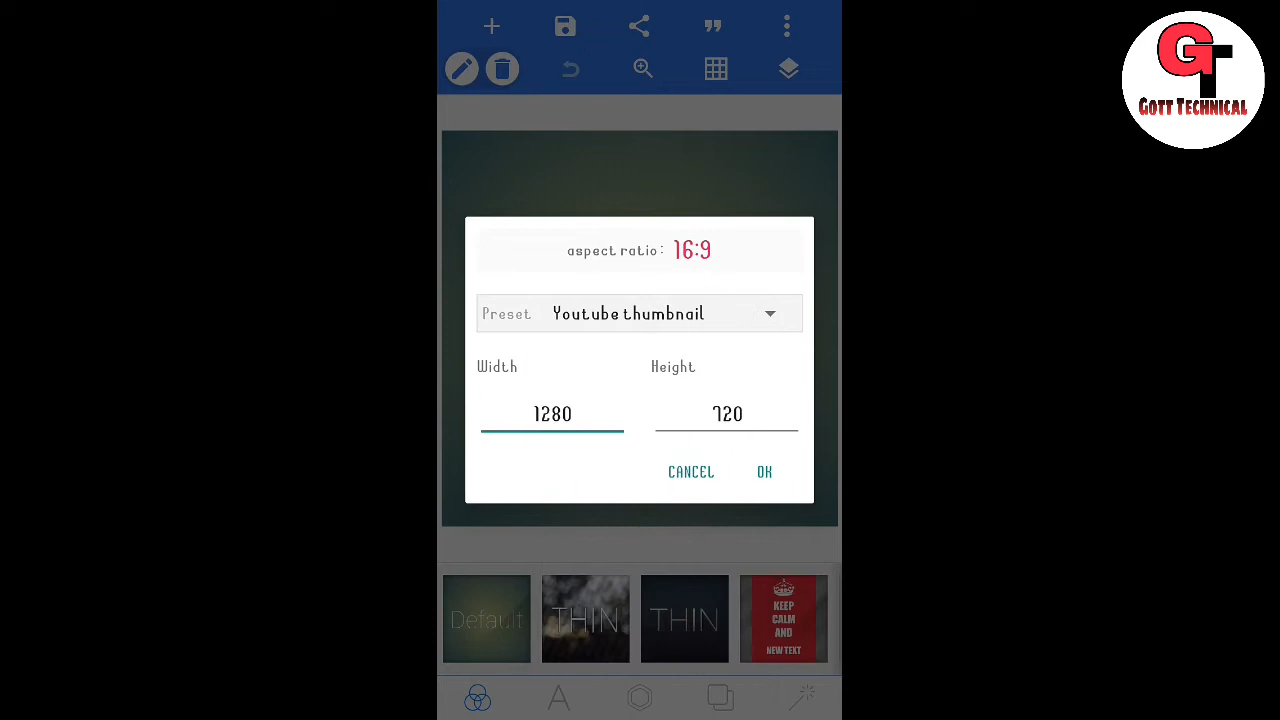 GT
GOTT TECHNICAL
aspect ratio: 16:9
Preset Youtube thumbnail
Width Height
1280 720
CANCEL OK
Default
THIN
THIN
KEEP
CALM
AND
NEW TEXT
A